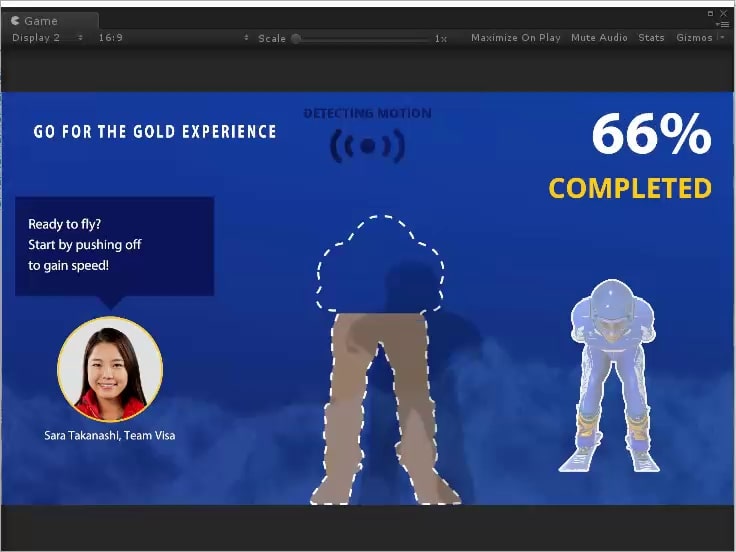 Game
Display 2 16:9 Scale 1x Maximize On Play Mute Audio Stats Gizmos
DETECTING MOTION
GO FOR THE GOLD EXPERIENCE
66%
COMPLETED
Ready to fly?
Start by pushing off
to gain speed!
Sara Takanashi, Team Visa